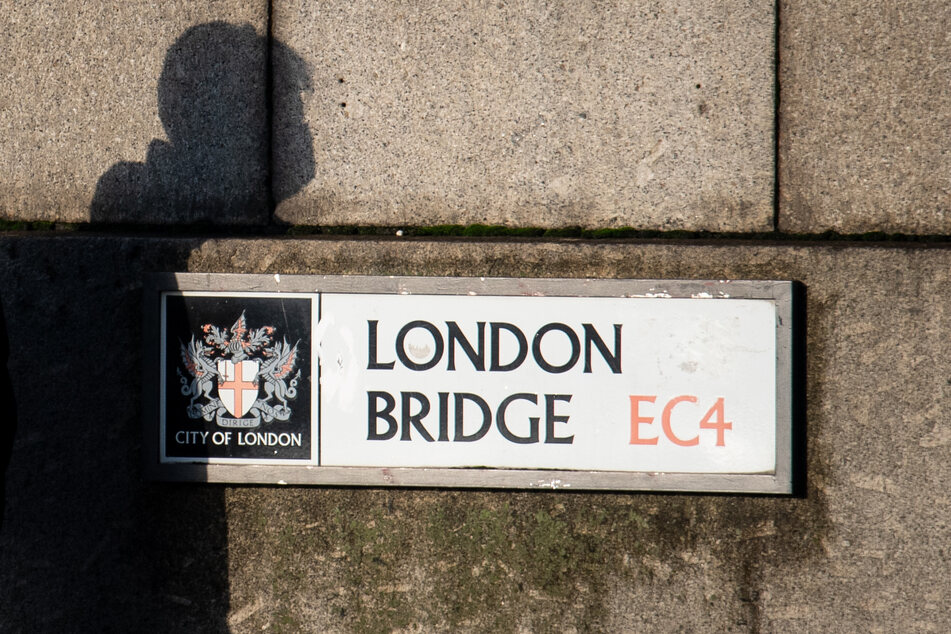 DIRIGE
CITY OF LONDON
LONDON
BRIDGE EC4